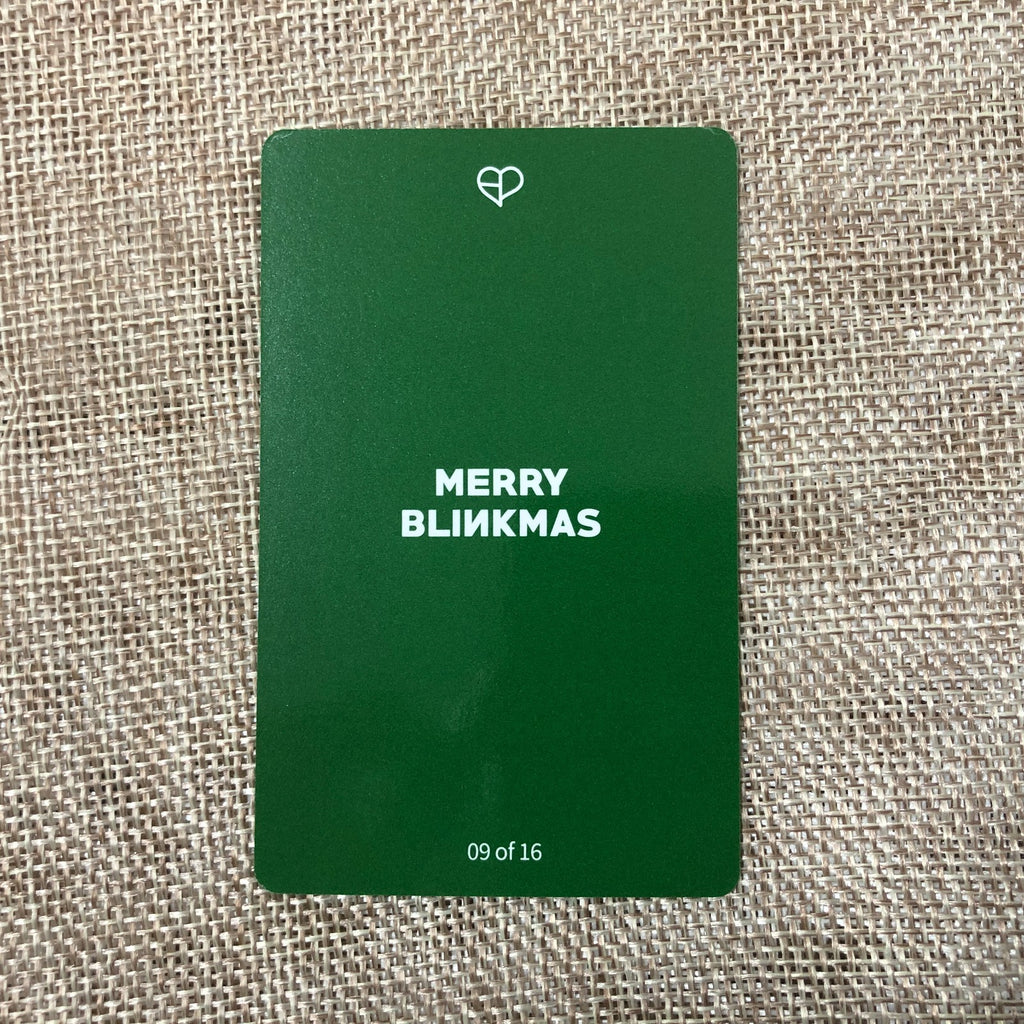 MERRY
BLIИKMAS
09 of 16